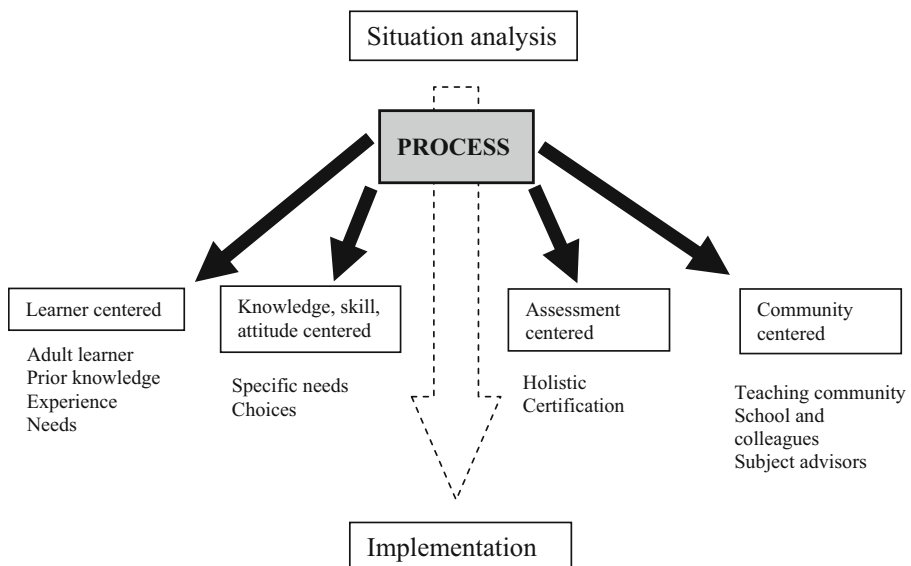 Situation analysis
PROCESS
Learner centered
Adult learner
Prior knowledge
Experience
Needs
Knowledge, skill,
attitude centered
Specific needs
Choices
Assessment
centered
Holistic
Certification
Community
centered
Teaching community
School and
colleagues
Subject advisors
Implementation